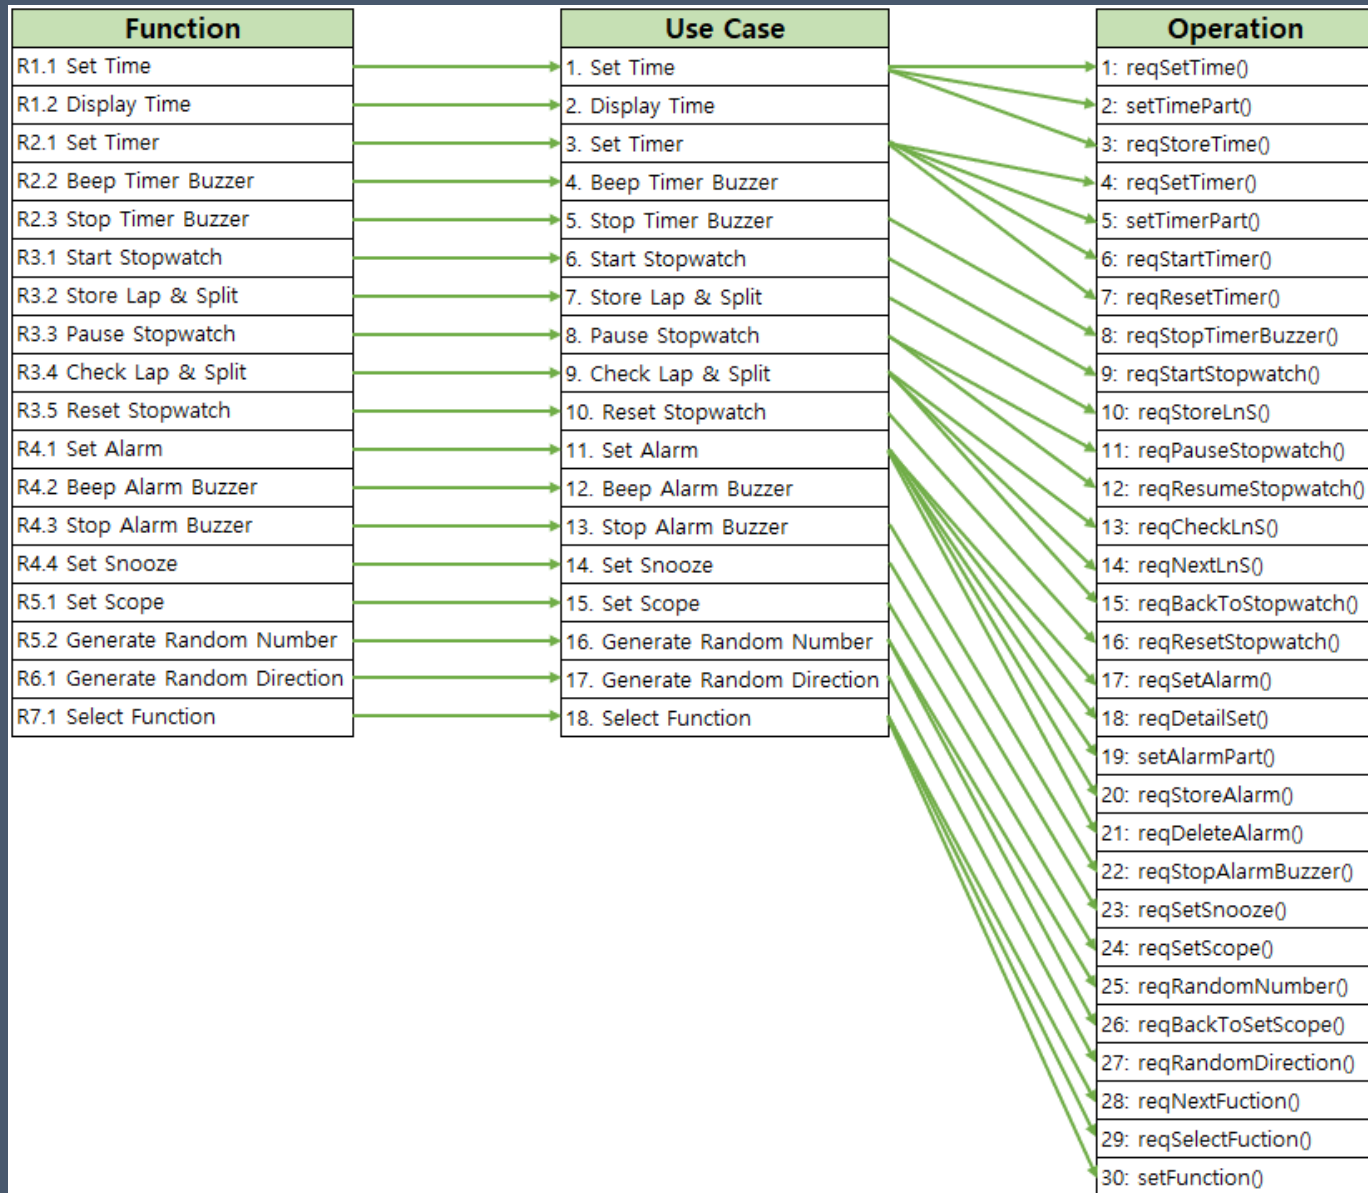 Function
R1.1 Set Time
R1.2 Display Time
R2.1 Set Timer
R2.2 Beep Timer Buzzer
R2.3 Stop Timer Buzzer
R3.1 Start Stopwatch
R3.2 Store Lap & Split
R3.3 Pause Stopwatch
R3.4 Check Lap & Split
R3.5 Reset Stopwatch
R4.1 Set Alarm
R4.2 Beep Alarm Buzzer
R4.3 Stop Alarm Buzzer
R4.4 Set Snooze
R5.1 Set Scope
R5.2 Generate Random Number
R6.1 Generate Random Direction
R7.1 Select Function
Use Case
1. Set Time
2. Display Time
3. Set Timer
4. Beep Timer Buzzer
5. Stop Timer Buzzer
6. Start Stopwatch
7. Store Lap & Split
8. Pause Stopwatch
9. Check Lap & Split
10. Reset Stopwatch
11. Set Alarm
12. Beep Alarm Buzzer
13. Stop Alarm Buzzer
14. Set Snooze
15. Set Scope
16. Generate Random Number
17. Generate Random Direction
18. Select Function
Operation
1: reqSetTime()
2: setTimePart()
3: reqStoreTime()
4: reqSetTimer()
5: setTimerPart()
6: reqStartTimer()
7: reqResetTimer()
8: reqStopTimerBuzzer()
9: reqStartStopwatch()
10: reqStoreLnS()
11: reqPauseStopwatch()
12: reqResumeStopwatch()
13: reqCheckLnS()
14: reqNextLnS()
15: reqBackToStopwatch()
16: reqResetStopwatch()
17: reqSetAlarm()
18: reqDetailSet()
19: setAlarmPart()
20: reqStoreAlarm()
21: reqDeleteAlarm()
22: reqStopAlarmBuzzer()
23: reqSetSnooze()
24: reqSetScope()
25: reqRandomNumber()
26: reqBackToSetScope()
27: reqRandomDirection()
28: reqNextFuction()
29: reqSelectFuction()
30: setFunction()